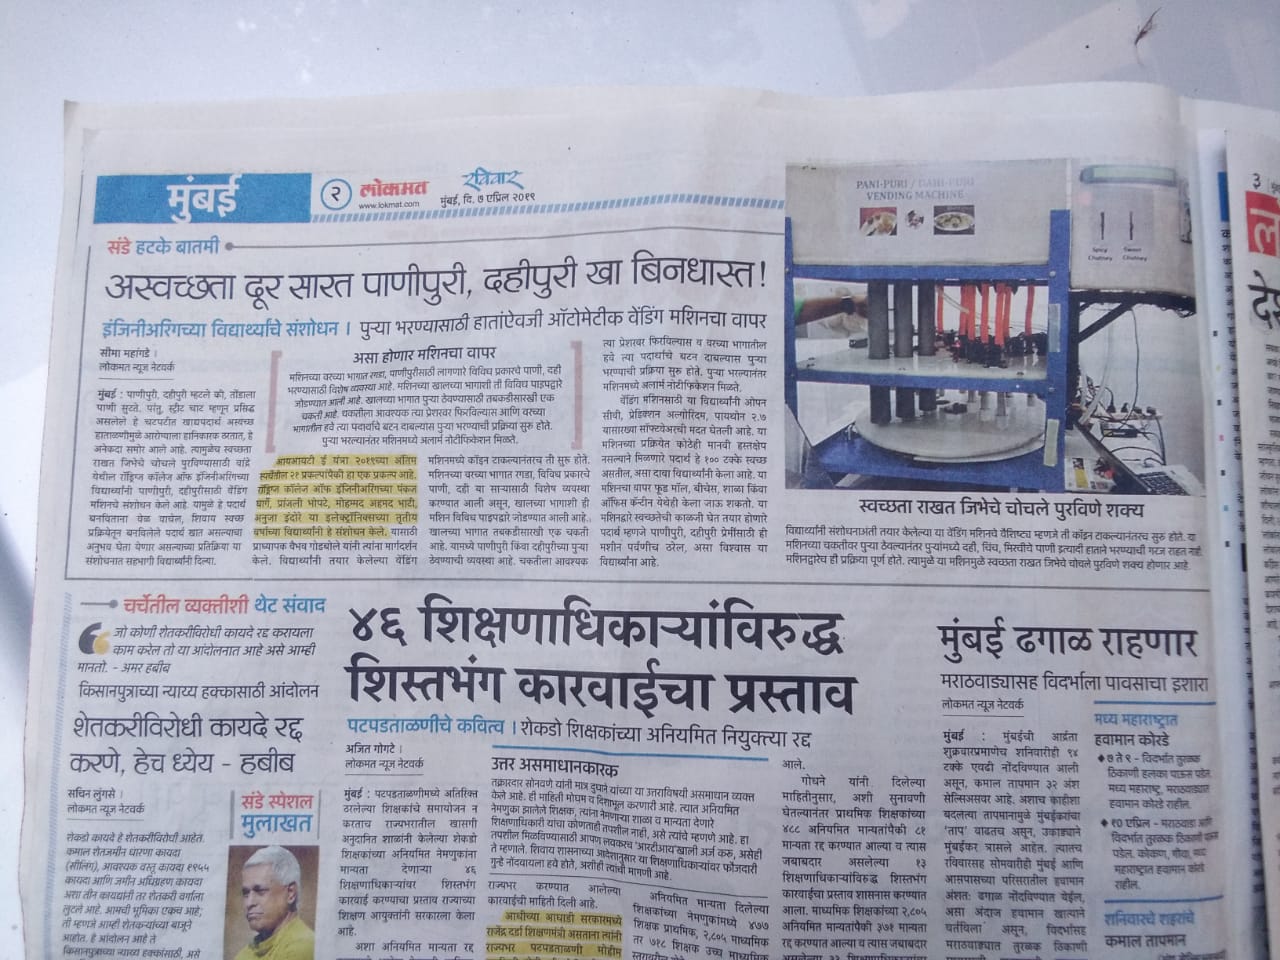 मुंबई
२
लोकमत
www.lokmat.com
रविवार
मुंबई, दि. ७ एप्रिल २०१९
संडे हटके बातमी
अस्वच्छता दूर सारत पाणीपुरी, दहीपुरी खा बिनधास्त!
इंजिनीअरिंगच्या विद्यार्थ्यांचे संशोधन । पुऱ्या भरण्यासाठी हातांऐवजी ऑटोमेटीक वेंडिंग मशिनचा वापर
सीमा महांगडे ।
लोकमत न्यूज नेटवर्क
मुंबई : पाणीपुरी, दहीपुरी म्हटले की, तोंडाला
पाणी सुटते. परंतु, स्ट्रीट चाट म्हणून प्रसिद्ध
असलेले हे चटपटीत खाद्यपदार्थ अस्वच्छ
हाताळणीमुळे आरोग्याला हानिकारक ठरतात, हे
अनेकदा समोर आले आहे. त्यामुळेच स्वच्छता
राखत जिभेचे चोचले पुरविण्यासाठी वांद्रे
येथील रॉड्रिग्ज कॉलेज ऑफ इंजिनीअरिंगच्या
विद्यार्थ्यांनी पाणीपुरी, दहीपुरीसाठी वेंडिंग
मशिनचे संशोधन केले आहे. यामुळे हे पदार्थ
बनविताना वेळ वाचेल, शिवाय स्वच्छ
प्रक्रियेतून बनविलेले पदार्थ खात असल्याचा
अनुभव घेता येणार असल्याच्या प्रतिक्रिया या
संशोधनात सहभागी विद्यार्थ्यांनी दिल्या.
असा होणार मशिनचा वापर
मशिनच्या वरच्या भागात रगडा, पाणीपुरीसाठी लागणारे विविध प्रकारचे पाणी, दही
भरण्यासाठी विशेष व्यवस्था आहे. मशिनच्या खालच्या भागाशी ती विविध पाइपद्वारे
जोडण्यात आली आहे. खालच्या भागात पुऱ्या ठेवण्यासाठी तबकडीसारखी एक
चकती आहे. चकतीला आवश्यक त्या प्रेशरवर फिरविल्यास आणि वरच्या
भागातील हवे त्या पदार्थाचे बटन दाबल्यास पुऱ्या भरण्याची प्रक्रिया सुरू होते.
पुऱ्या भरल्यानंतर मशिनमध्ये अलार्म नोटीफिकेशन मिळते.
आयआयटी ई यंत्रा २०१९च्या अंतिम
स्पर्धेतील २१ प्रकल्पांपैकी हा एक प्रकल्प आहे.
रॉड्रिग्ज कॉलेज ऑफ इंजिनीअरिंगच्या पंकज
घार्गे, प्रांजली भोपटे, मोहम्मद अहमद भाटी,
अनुजा इंदोरे या इलेक्ट्रॉनिक्सच्या तृतीय
वर्षाच्या विद्यार्थ्यांनी हे संशोधन केले. यासाठी
प्राध्यापक वैभव गोडबोले यांनी त्यांना मार्गदर्शन
केले. विद्यार्थ्यांनी तयार केलेल्या वेंडिंग
मशिनमध्ये कॉइन टाकल्यानंतरच ती सुरू होते.
मशिनच्या वरच्या भागात रगडा, विविध प्रकारचे
पाणी, दही या साऱ्यासाठी विशेष व्यवस्था
करण्यात आली असून, खालच्या भागाशी ही
मशिन विविध पाइपद्वारे जोडण्यात आली आहे.
खालच्या भागात तबकडीसारखी एक चकती
आहे. यामध्ये पाणीपुरी किंवा दहीपुरीच्या पुऱ्या
ठेवण्याची व्यवस्था आहे. चकतीला आवश्यक
त्या प्रेशरवर फिरविल्यास व वरच्या भागातील
हवे त्या पदार्थाचे बटन दाबल्यास पुऱ्या
भरण्याची प्रक्रिया सुरू होते. पुऱ्या भरल्यानंतर
मशिनमध्ये अलार्म नोटीफिकेशन मिळते.
वेंडिंग मशिनसाठी या विद्यार्थ्यांनी ओपन
सीपी, प्रेडिक्शन अल्गोरिदम, पायथॉन २.७
यासारख्या सॉफ्टवेअरची मदत घेतली आहे. या
मशिनच्या प्रक्रियेत कोटेही मानवी हस्तक्षेप
नसल्याने मिळणारे पदार्थ हे १०० टक्के स्वच्छ
असतील, असा दावा विद्यार्थ्यांनी केला आहे. या
मशिनचा वापर फूड मॉल, बीचेस, शाळा किंवा
ऑफिस कँटीन येथेही केला जाऊ शकतो. या
मशिनद्वारे स्वच्छतेची काळजी घेत तयार होणारे
पदार्थ म्हणजे पाणीपुरी, दहीपुरी प्रेमींसाठी ही
मशीन पर्वणीच ठरेल, असा विश्वास या
विद्यार्थ्यांना आहे.
PANI-PURI / DAHI-PURI
VENDING MACHINE
Spicy
Chutney
Sweet
Chutney
स्वच्छता राखत जिभेचे चोचले पुरविणे शक्य
विद्यार्थ्यांनी संशोधनाअंती तयार केलेल्या या वेंडिंग मशिनचे वैशिष्ट्य म्हणजे ती कॉइन टाकल्यानंतरच सुरू होते. या
मशिनच्या चकतीवर पुऱ्या ठेवल्यानंतर पुऱ्यांमध्ये दही, चिंच, मिरचीचे पाणी इत्यादी हाताने भरण्याची गरज राहत नाही.
मशिनद्वारेच ही प्रक्रिया पूर्ण होते. त्यामुळे या मशिनमुळे स्वच्छता राखत जिभेचे चोचले पुरविणे शक्य होणार आहे.
चर्चेतील व्यक्तीशी थेट संवाद
जो कोणी शेतकरीविरोधी कायदे रद्द करायला
काम करेल तो या आंदोलनात आहे असे आम्ही
मानतो. - अमर हबीब
किसानपुत्राच्या न्याय्य हक्कासाठी आंदोलन
शेतकरीविरोधी कायदे रद्द
करणे, हेच ध्येय - हबीब
सचिन लुंगसे ।
लोकमत न्यूज नेटवर्क
शेतकरी कायदे हे शेतकरीविरोधी आहेत.
कमाल शेतजमीन धारणा कायदा
(सीलिंग), आवश्यक वस्तू कायदा १९५५
कायदा आणि जमीन अधिग्रहण कायदा
अशा तीन कायद्यांनी तर शेतकरी वर्गाला
लुटले आहे. आमची भूमिका एकच आहे;
ती म्हणजे आम्ही शेतकऱ्यांच्या बाजूने
आहोत. हे आंदोलन आहे ते
किसानपुत्रांच्या न्याय्य हक्कांसाठी, असे
संडे स्पेशल
मुलाखत
४६ शिक्षणाधिकाऱ्यांविरुद्ध
शिस्तभंग कारवाईचा प्रस्ताव
पटपडताळणीचे कवित्व । शेकडो शिक्षकांच्या अनियमित नियुक्त्या रद्द
अजित गोगटे ।
लोकमत न्यूज नेटवर्क
मुंबई : पटपडताळणीमध्ये अतिरिक्त
ठरलेल्या शिक्षकांचे समायोजन न
करताच राज्यभरातील खासगी
अनुदानित शाळांनी केलेल्या शेकडो
शिक्षकांच्या अनियमित नेमणुकांना
मान्यता देणाऱ्या ४६
शिक्षणाधिकाऱ्यांवर शिस्तभंग
कारवाई करण्याचा प्रस्ताव राज्याच्या
शिक्षण आयुक्तांनी सरकारला केला
आहे.
अशा अनियमित मान्यता रद्द
उत्तर असमाधानकारक
तक्रारदार सोनवणे यांनी मात्र दुपाने यांच्या या उत्तराविषयी असमाधान व्यक्त
केले आहे. ही माहिती मोघम व दिशाभूल करणारी आहे. त्यात अनियमित
नेमणुका झालेले शिक्षक, त्यांना नेमणाऱ्या शाळा व मान्यता देणारे
शिक्षणाधिकारी यांचा कोणताही तपशील नाही, असे त्यांचे म्हणणे आहे. हा
तपशील मिळविण्यासाठी आपण लवकरच 'आरटीआय'खाली अर्ज करू, असेही
ते म्हणाले. शिवाय शासनाच्या आदेशानुसार या शिक्षणाधिकाऱ्यांवर फौजदारी
गुन्हे नोंदवायला हवे होते, अशीही त्यांची मागणी आहे.
राज्यभर करण्यात आलेल्या
कारवाईची माहिती दिली आहे.
आधीच्या आघाडी सरकारमध्ये
राजेंद्र दर्डा शिक्षणमंत्री असताना त्यांनी
राज्यभर पटपडताळणी मोहीम
अनियमित मान्यता दिलेल्या
शिक्षकांच्या नेमणुकांमध्ये ४७७
शिक्षक प्राथमिक, २,८०५ माध्यमिक
तर ७१८ शिक्षक उच्च माध्यमिक
आले.
गोधने यांनी दिलेल्या
माहितीनुसार, अशी सुनावणी
घेतल्यानंतर प्राथमिक शिक्षकांच्या
४८८ अनियमित मान्यतांपैकी ८१
मान्यता रद्द करण्यात आल्या व त्यास
जबाबदार असलेल्या १३
शिक्षणाधिकाऱ्यांविरुद्ध शिस्तभंग
कारवाईचा प्रस्ताव शासनास करण्यात
आला. माध्यमिक शिक्षकांच्या २,८०५
अनियमित मान्यतांपैकी ३७१ मान्यता
रद्द करण्यात आल्या व त्यास जबाबदार
मुंबई ढगाळ राहणार
मराठवाड्यासह विदर्भाला पावसाचा इशारा
लोकमत न्यूज नेटवर्क
मुंबई : मुंबईची आर्द्रता
शुक्रवारप्रमाणेच शनिवारीही ९४
टक्के एवढी नोंदविण्यात आली
असून, कमाल तापमान ३२ अंश
सेल्सिअसवर आहे. अशाच काहीशा
बदलत्या तापमानामुळे मुंबईकरांचा
'ताप' वाढतच असून, उकाड्याने
मुंबईकर त्रासले आहेत. त्यातच
रविवारसह सोमवारीही मुंबई आणि
आसपासच्या परिसरातील हवामान
अंशतः ढगाळ नोंदविण्यात येईल,
असा अंदाज हवामान खात्याने
वर्तविला असून, विदर्भासह
मराठवाड्यात तुरळक ठिकाणी
मध्य महाराष्ट्रात
हवामान कोरडे
७ ते ९ - विदर्भात तुरळक
ठिकाणी हलका पाऊस पडेल.
मध्य महाराष्ट्र, मराठवाड्यात
हवामान कोरडे राहील.
१० एप्रिल - मराठवाडा आणि
विदर्भात तुरळक ठिकाणी पाऊस
पडेल. कोकण, गोवा, मध्य
महाराष्ट्रात हवामान कोरडे
राहील.
शनिवारचे शहरांचे
कमाल तापमान
३